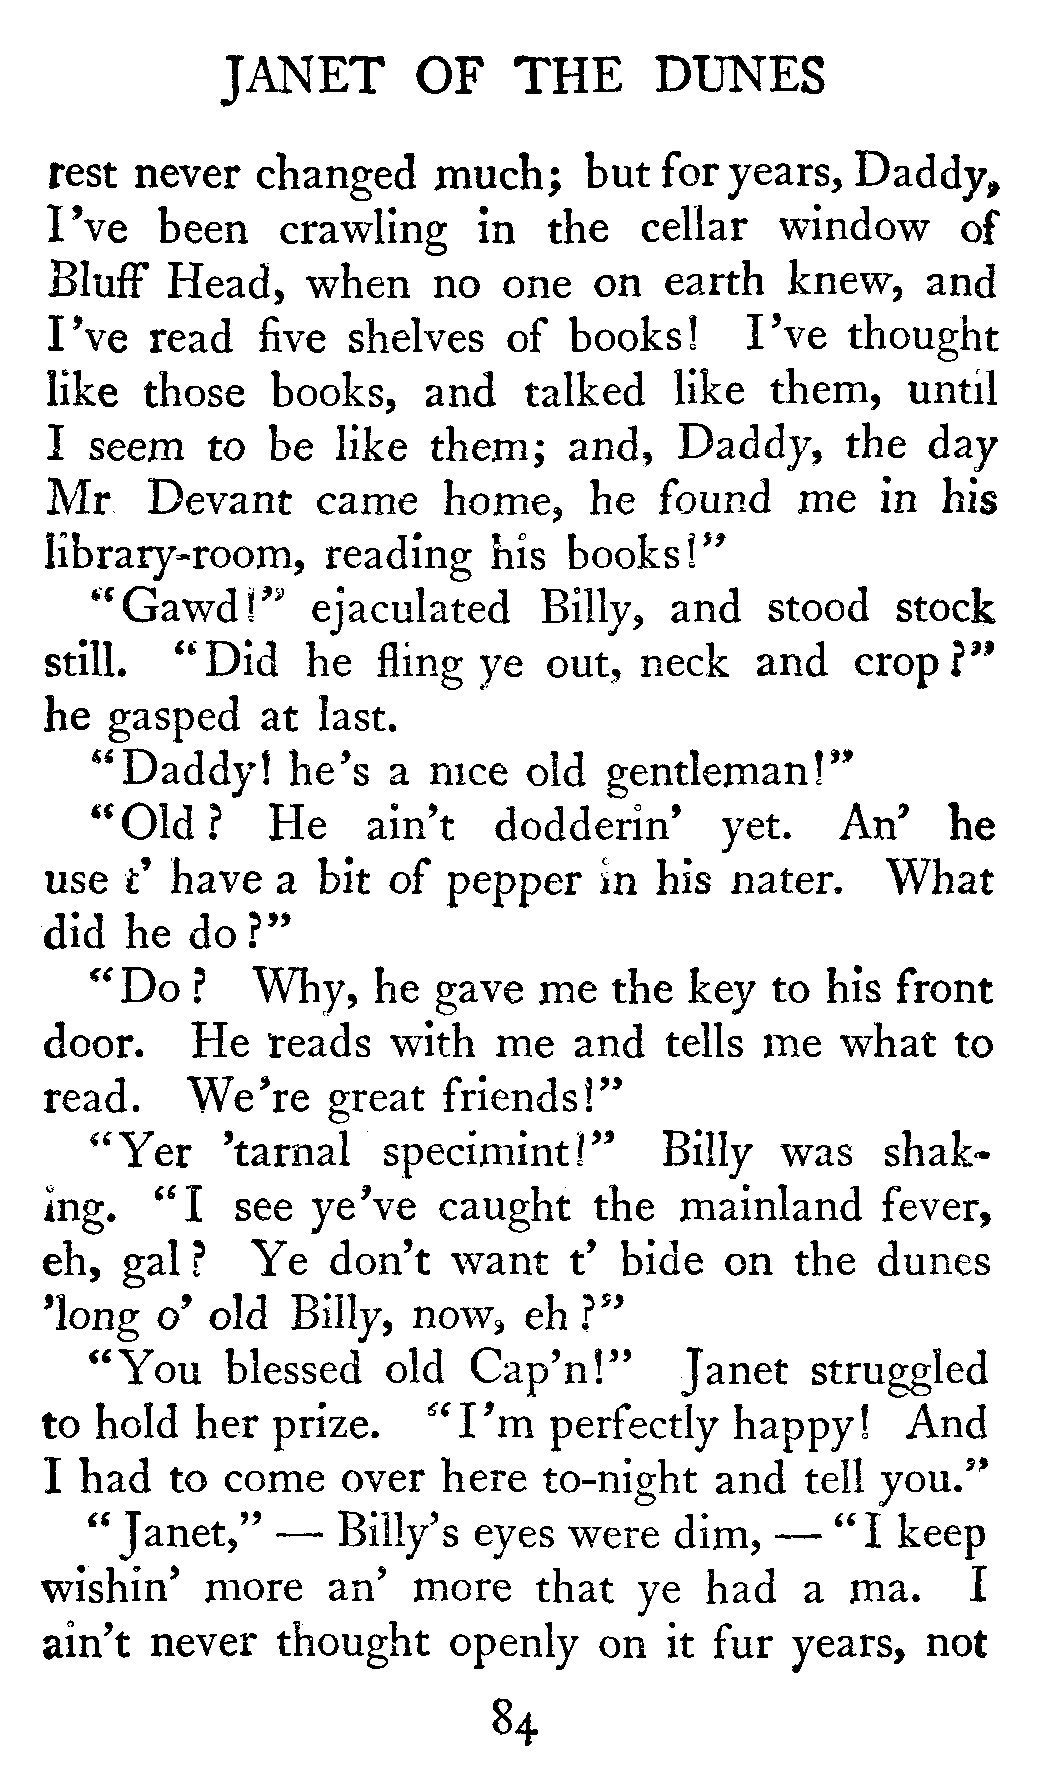 JANET OF THE DUNES
rest never changed much; but for years, Daddy,
I've been crawling in the cellar window of
Bluff Head, when no one on earth knew, and
I've read five shelves of books! I've thought
like those books, and talked like them, until
I seem to be like them; and, Daddy, the day
Mr Devant came home, he found me in his
library-room, reading his books!"
"Gawd!" ejaculated Billy, and stood stock
still. "Did he fling ye out, neck and crop?"
he gasped at last.
"Daddy! he's a nice old gentleman!"
"Old? He ain't dodderin' yet. An' he
use t' have a bit of pepper in his nater. What
did he do?"
"Do? Why, he gave me the key to his front
door. He reads with me and tells me what to
read. We're great friends!"
"Yer 'tarnal specimint!" Billy was shak-
ing. "I see ye've caught the mainland fever,
eh, gal? Ye don't want t' bide on the dunes
'long o' old Billy, now, eh?"
"You blessed old Cap'n!" Janet struggled
to hold her prize. "I'm perfectly happy! And
I had to come over here to-night and tell you."
"Janet," — Billy's eyes were dim, — "I keep
wishin' more an' more that ye had a ma. I
ain't never thought openly on it fur years, not
84